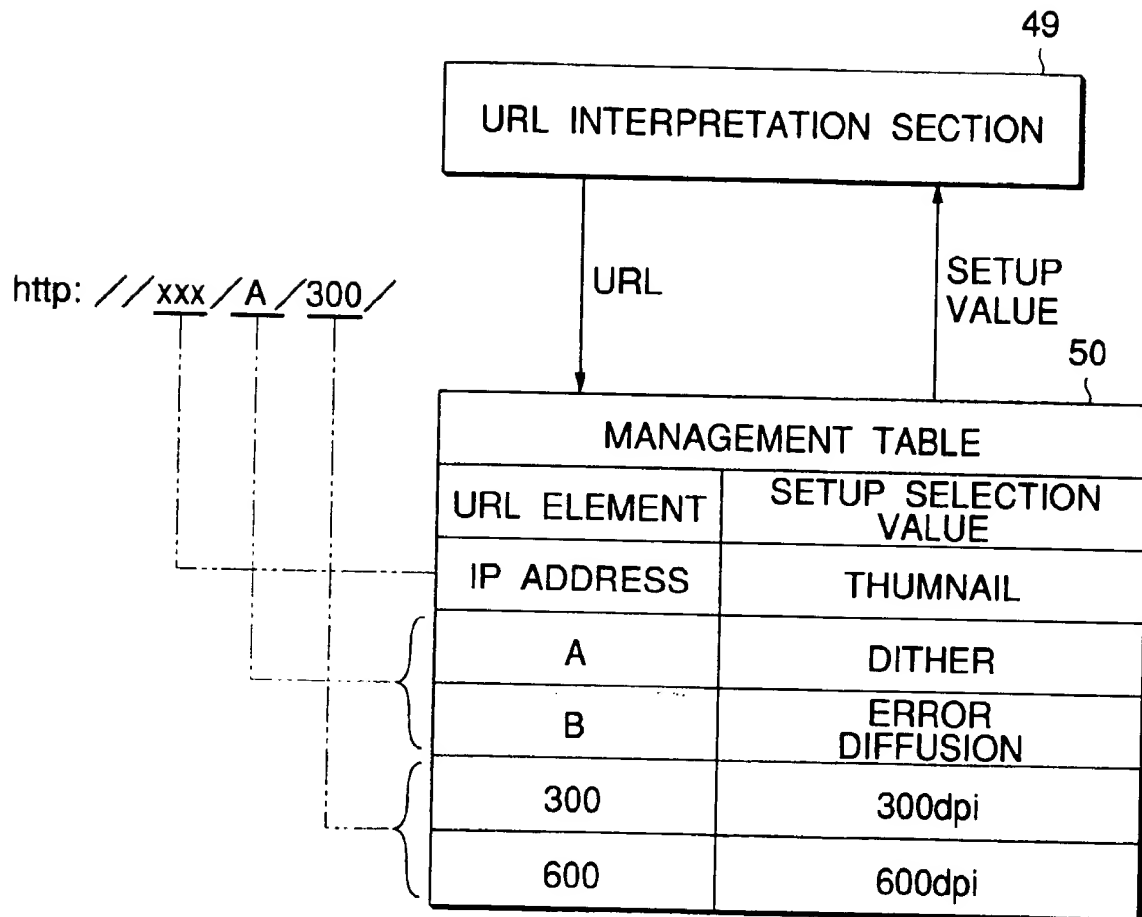 49
URL INTERPRETATION SECTION
http: //xxx/A/300/
URL
SETUP
VALUE
50
MANAGEMENT TABLE
URL ELEMENT
SETUP SELECTION
VALUE
IP ADDRESS
THUMNAIL
A
DITHER
B
ERROR
DIFFUSION
300
300dpi
600
600dpi